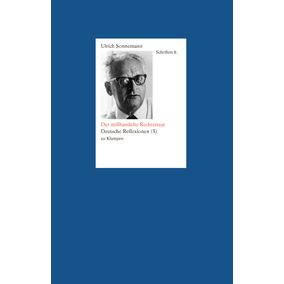 Ulrich Sonnemann
Schriften 6
Der mißhandelte Rechtsstaat
Deutsche Reflexionen (3)
zu Klampen